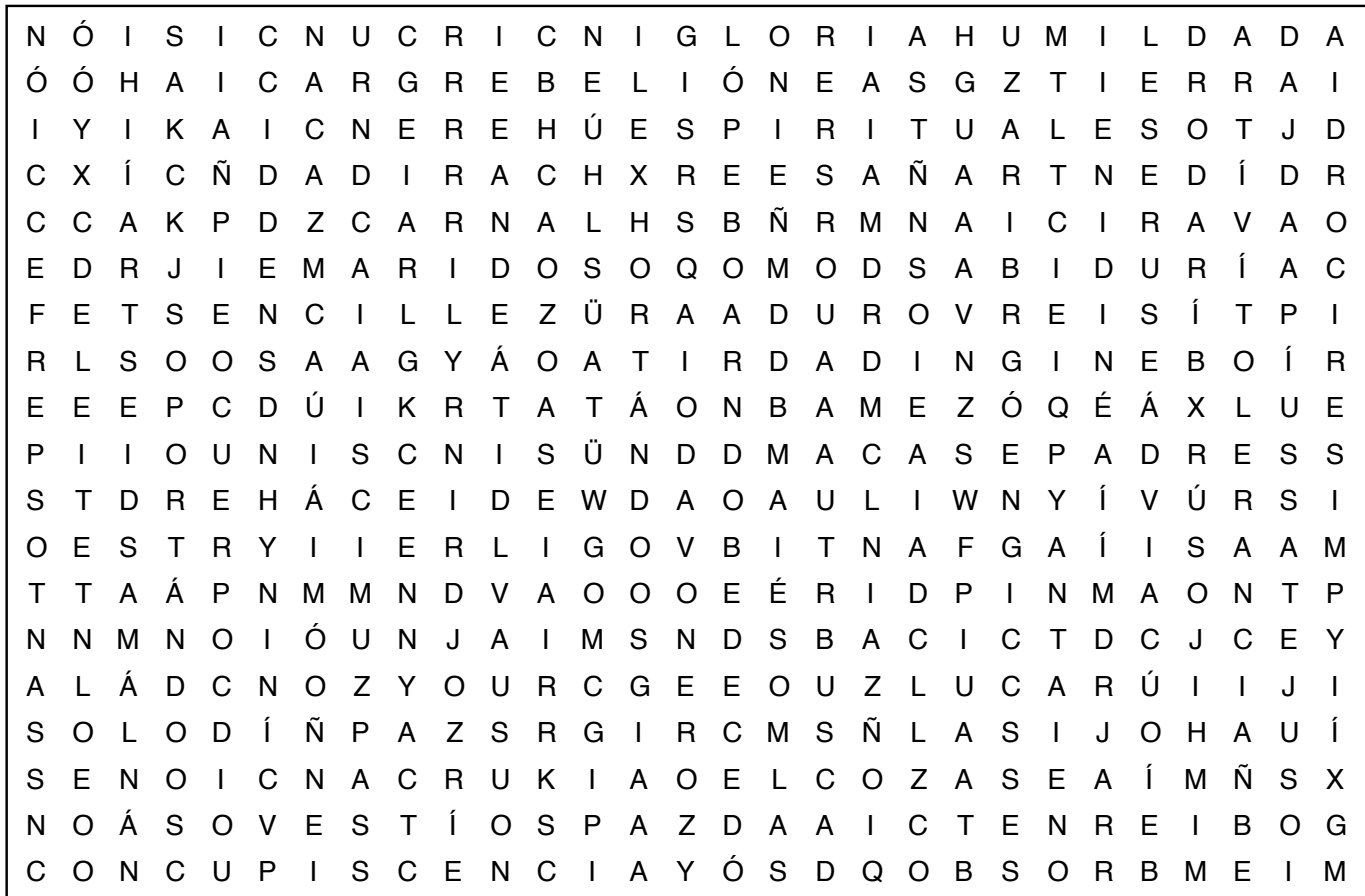 N Ó I S I C N U C R I C N I G L O R I A H U M I L D A D A
Ó Ó H A I C A R G R E B E L I Ó N E A S G Z T I E R R A I
I Y I K A I C N E R E H Ú E S P I R I T U A L E S O T J D
C X Í C Ñ D A D I R A C H X R E E S A Ñ A R T N E D Í D R
C C A K P D Z C A R N A L H S B Ñ R M N A I C I R A V A O
E D R J I E M A R I D O S O Q O M O D S A B I D U R Í A C
F E T S E N C I L L E Z Ü R A A D U R O V R E I S Í T P I
R L S O O S A A G Y Á O A T I R D A D I N G I N E B O Í R
E E E P C D Ú I K R T A T Á O N B A M E Z Ó Q É Á X L U E
P I I O U N I S C N I S Ü N D D M A C A S E P A D R E S S
S T D R E H Á C E I D E W D A O A U L I W N Y Í V Ú R S I
O E S T R Y I I E R L I G O V B I T N A F G A Í I S A A M
T T A Á P N M M N D V A O O O E É R I D P I N M A O N T P
N N M N O I Ó U N J A I M S N D S B A C I C T D C J C E Y
A L Á D C N O Z Y O U R C G E E O U Z L U C A R Ú I I J I
S O L O D Í Ñ P A Z S R G I R C M S Ñ L A S I J O H A U Í
S E N O I C N A C R U K I A O E L C O Z A S E A Í M Ñ S X
N O Á S O V E S T Í O S P A Z D A A I C T E N R E I B O G
C O N C U P I S C E N C I A Y Ó S D Q O B S O R B M E I M